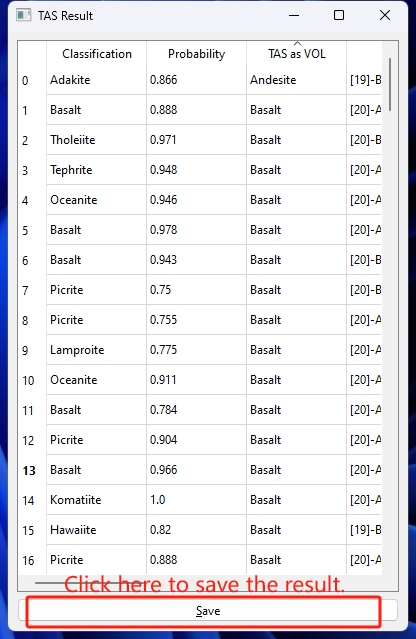 TAS Result
Classification Probability TAS as VOL
0 Adakite 0.866 Andesite [19]-B
1 Basalt 0.888 Basalt [20]-A
2 Tholeiite 0.971 Basalt [20]-B
3 Tephrite 0.948 Basalt [20]-A
4 Oceanite 0.946 Basalt [20]-A
5 Basalt 0.978 Basalt [20]-A
6 Basalt 0.943 Basalt [20]-B
7 Picrite 0.75 Basalt [20]-B
8 Picrite 0.755 Basalt [20]-A
9 Lamproite 0.775 Basalt [20]-A
10 Oceanite 0.911 Basalt [20]-A
11 Basalt 0.784 Basalt [20]-A
12 Picrite 0.904 Basalt [20]-A
13 Basalt 0.966 Basalt [20]-A
14 Komatiite 1.0 Basalt [20]-A
15 Hawaiite 0.82 Basalt [19]-B
16 Picrite 0.888 Basalt [20]-A
Click here to save the result.
Save